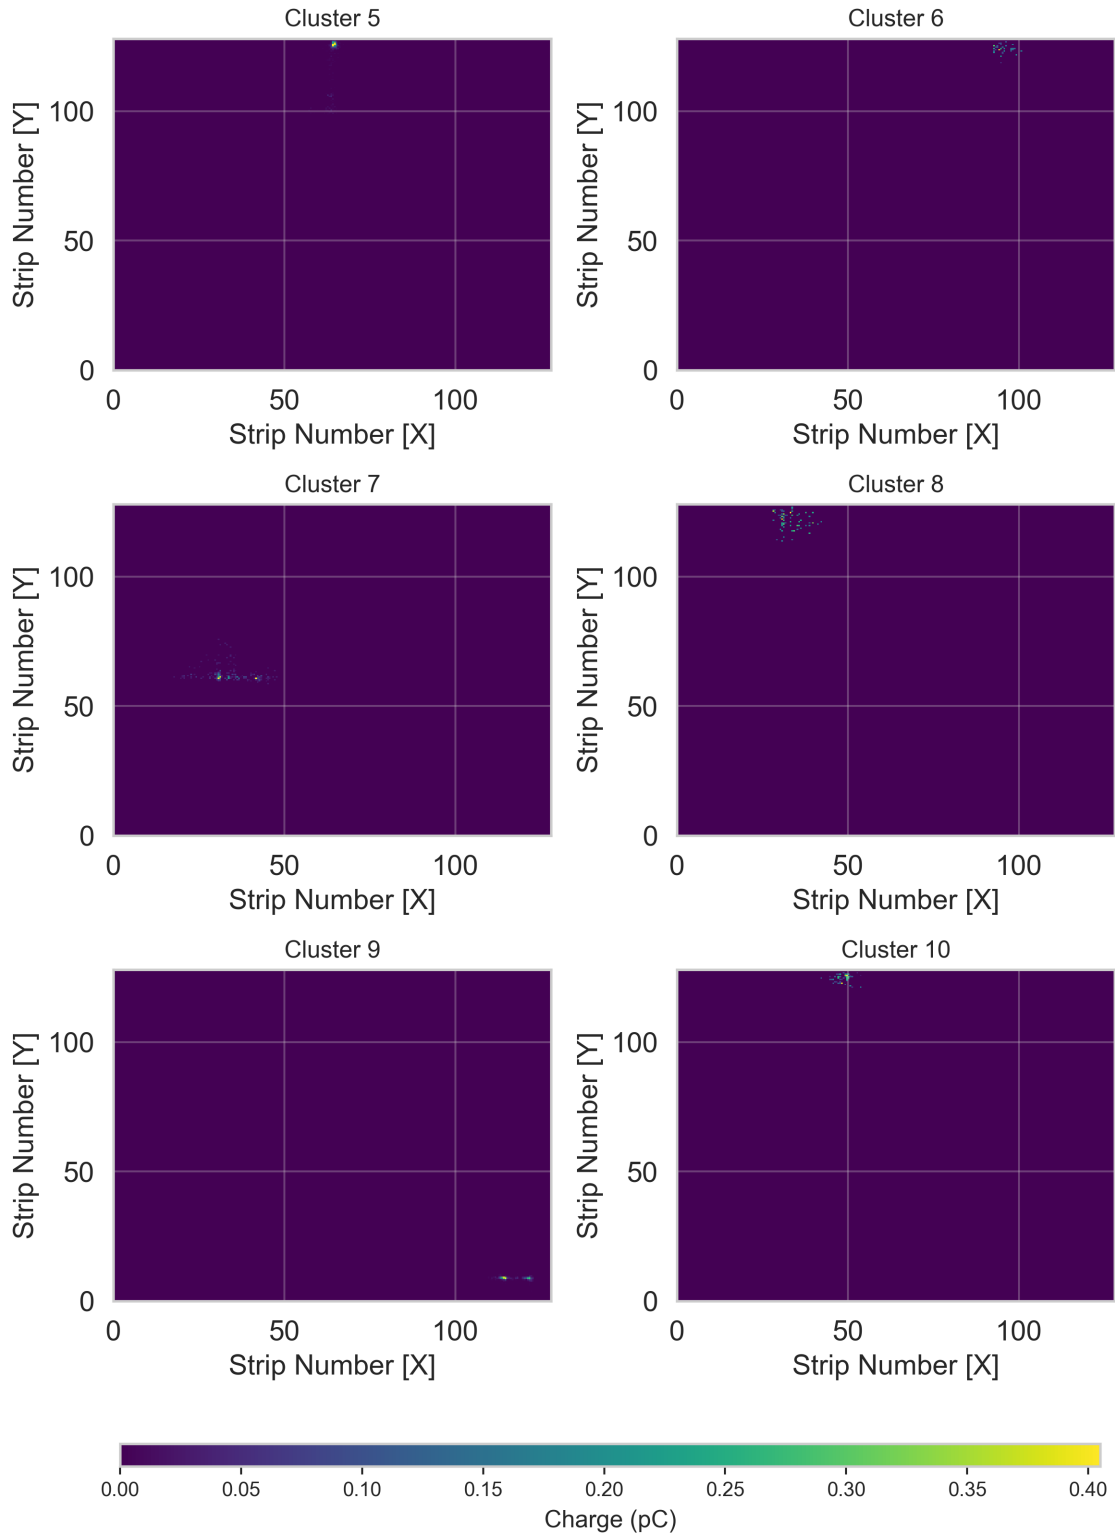 Cluster 5
Cluster 6
Strip Number [Y]
100
50
0
0 50 100
Strip Number [X]
Strip Number [Y]
100
50
0
0 50 100
Strip Number [X]
Cluster 7
Cluster 8
Strip Number [Y]
100
50
0
0 50 100
Strip Number [X]
Strip Number [Y]
100
50
0
0 50 100
Strip Number [X]
Cluster 9
Cluster 10
Strip Number [Y]
100
50
0
0 50 100
Strip Number [X]
Strip Number [Y]
100
50
0
0 50 100
Strip Number [X]
0.00 0.05 0.10 0.15 0.20 0.25 0.30 0.35 0.40
Charge (pC)